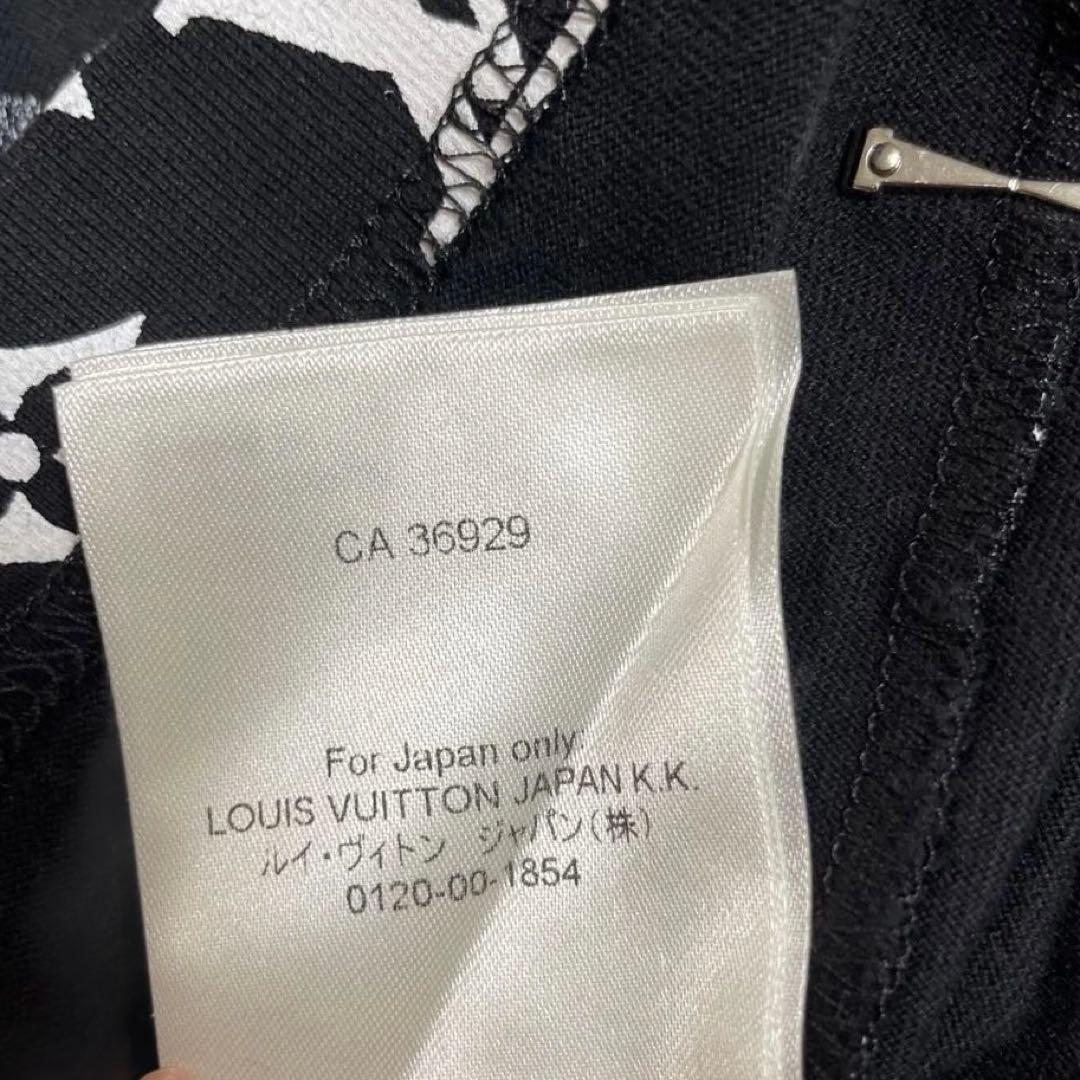 CA 36929
For Japan only:
LOUIS VUITTON JAPAN K.K.
ルイ・ヴィトン ジャパン(株)
0120-00-1854